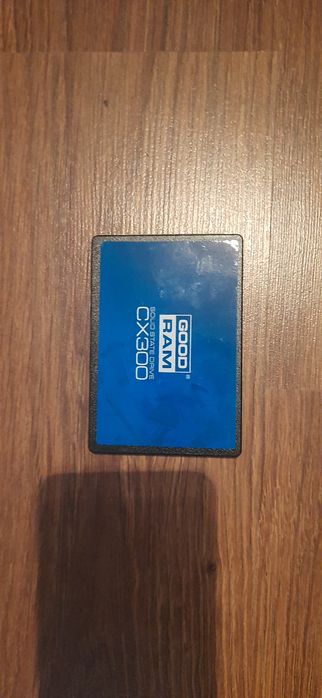 GOOD
RAM
®
SOLID STATE DRIVE
CX300